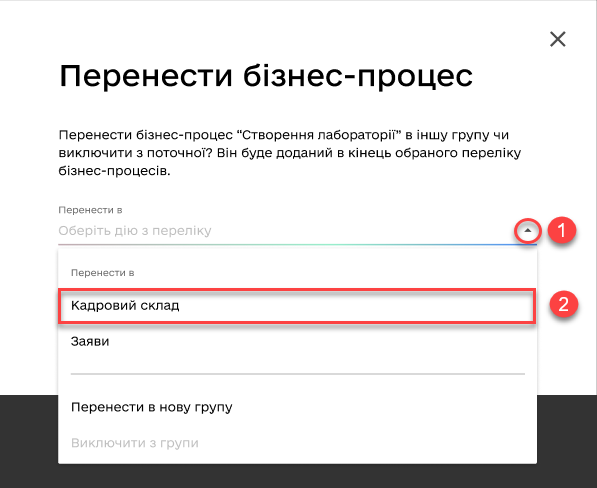 Перенести бізнес-процес
Перенести бізнес-процес “Створення лабораторії” в іншу групу чи
виключити з поточної? Він буде доданий в кінець обраного переліку
бізнес-процесів.
Перенести в
Оберіть дію з переліку
1
Перенести в
Кадровий склад
2
Заяви
Перенести в нову групу
Виключити з групи